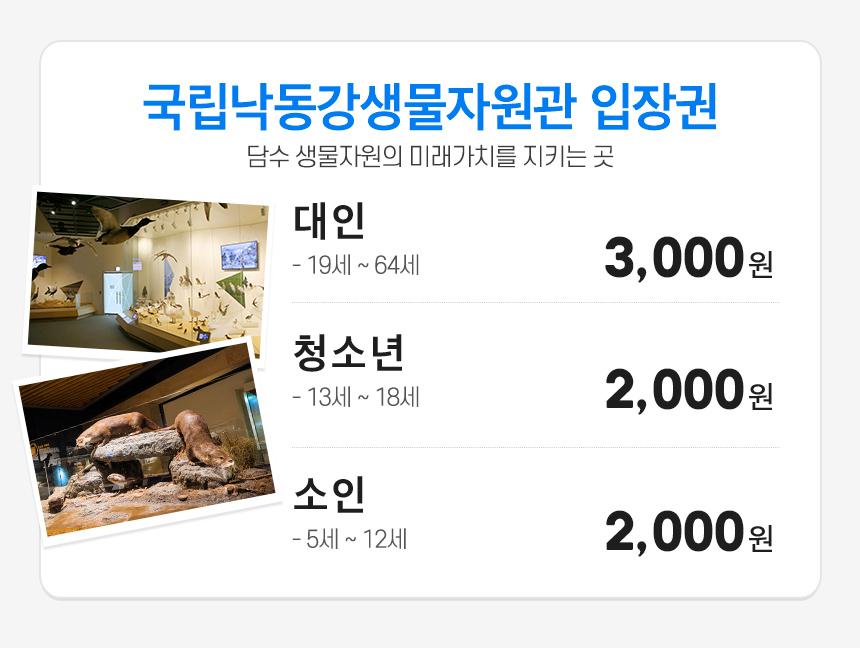 국립낙동강생물자원관 입장권
담수 생물자원의 미래가치를 지키는 곳
대인
- 19세 ~ 64세
3,000원
청소년
- 13세 ~ 18세
2,000원
소인
- 5세 ~ 12세
2,000원